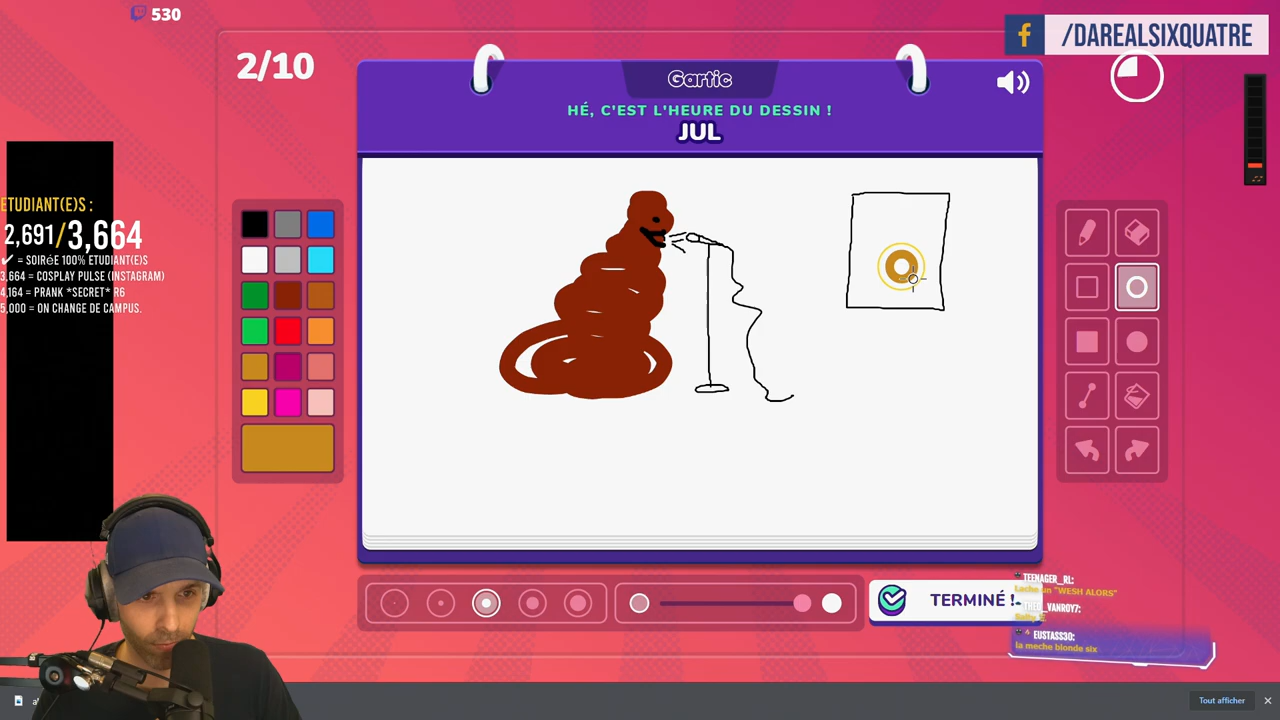 530
/DAREALSIXQUATRE
2/10
Gartic
HÉ, C'EST L'HEURE DU DESSIN !
JUL
ETUDIANT(E)S :
2,691/3,664
✓ = SOIRéE 100% ETUDIANT(E)S
3,664 = COSPLAY PULSE (INSTAGRAM)
4,164 = PRANK *SECRET* R6
5,000 = ON CHANGE DE CAMPUS.
TERMINÉ !
TEENAGER_RL:
Lache un "WESH ALORS"
EUSTASS30:
la meche blonde six
Tout afficher